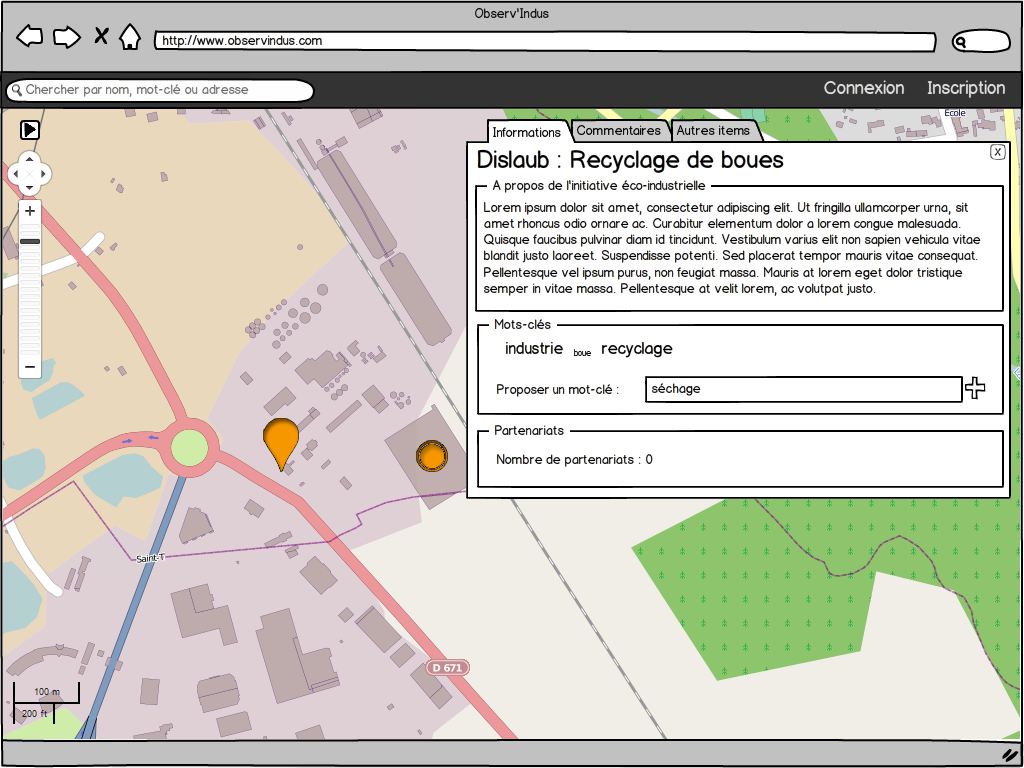 Observ'Indus
http://www.observindus.com
Chercher par nom, mot-clé ou adresse
Connexion
Inscription
Ecole
Informations
Commentaires
Autres items
X
Dislaub : Recyclage de boues
A propos de l'initiative éco-industrielle
Lorem ipsum dolor sit amet, consectetur adipiscing elit. Ut fringilla ullamcorper urna, sit
amet rhoncus odio ornare ac. Curabitur elementum dolor a lorem congue malesuada.
Quisque faucibus pulvinar diam id tincidunt. Vestibulum varius elit non sapien vehicula vitae
blandit justo laoreet. Suspendisse potenti. Sed placerat tempor mauris vitae consequat.
Pellentesque vel ipsum purus, non feugiat massa. Mauris at lorem eget dolor tristique
semper in vitae massa. Pellentesque at velit lorem, ac volutpat justo.
Mots-clés
industrie boue recyclage
Proposer un mot-clé : séchage
Partenariats
Nombre de partenariats : 0
Saint-T
D 671
100 m
200 ft